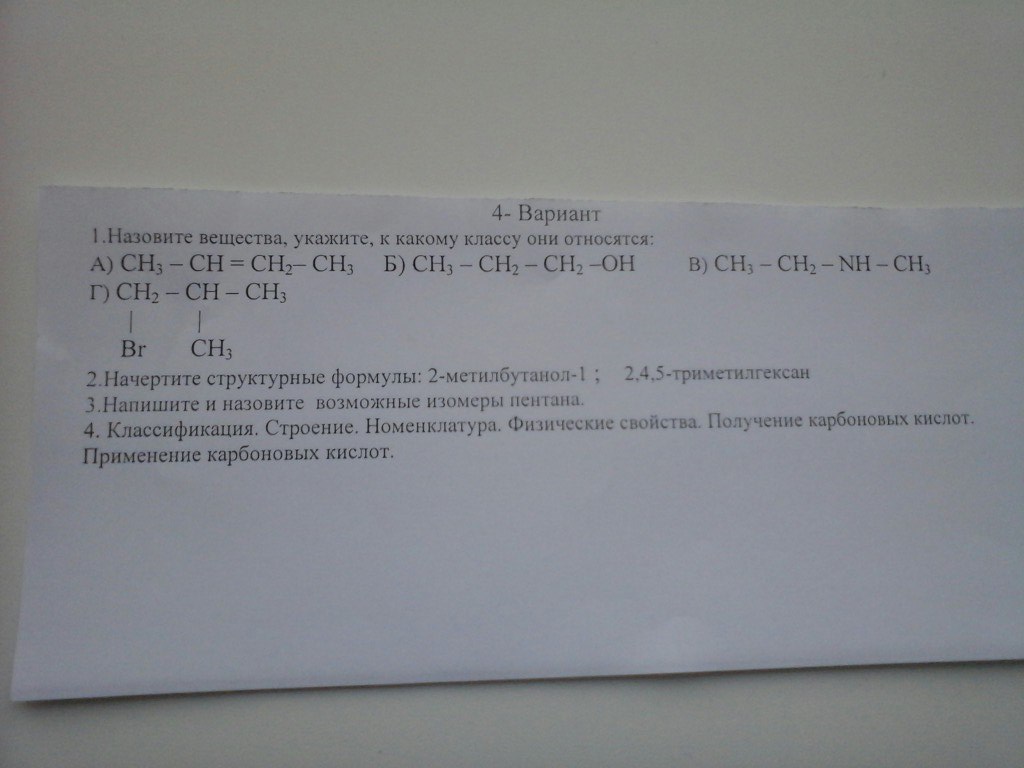 4- Вариант
1.Назовите вещества, укажите, к какому классу они относятся:
А) CH₃ – CH = CH₂– CH₃ Б) CH₃ – CH₂ – CH₂ –OH В) CH₃ – CH₂ – NH – CH₃
Г) CH₂ – CH – CH₃
| |
Br CH₃
2.Начертите структурные формулы: 2-метилбутанол-1 ; 2,4,5-триметилгексан
3.Напишите и назовите возможные изомеры пентана.
4. Классификация. Строение. Номенклатура. Физические свойства. Получение карбоновых кислот.
Применение карбоновых кислот.